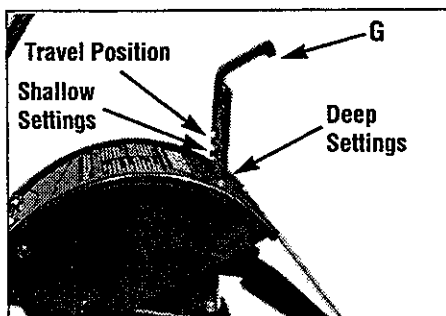 G
Travel Position
Shallow
Settings
Deep
Settings